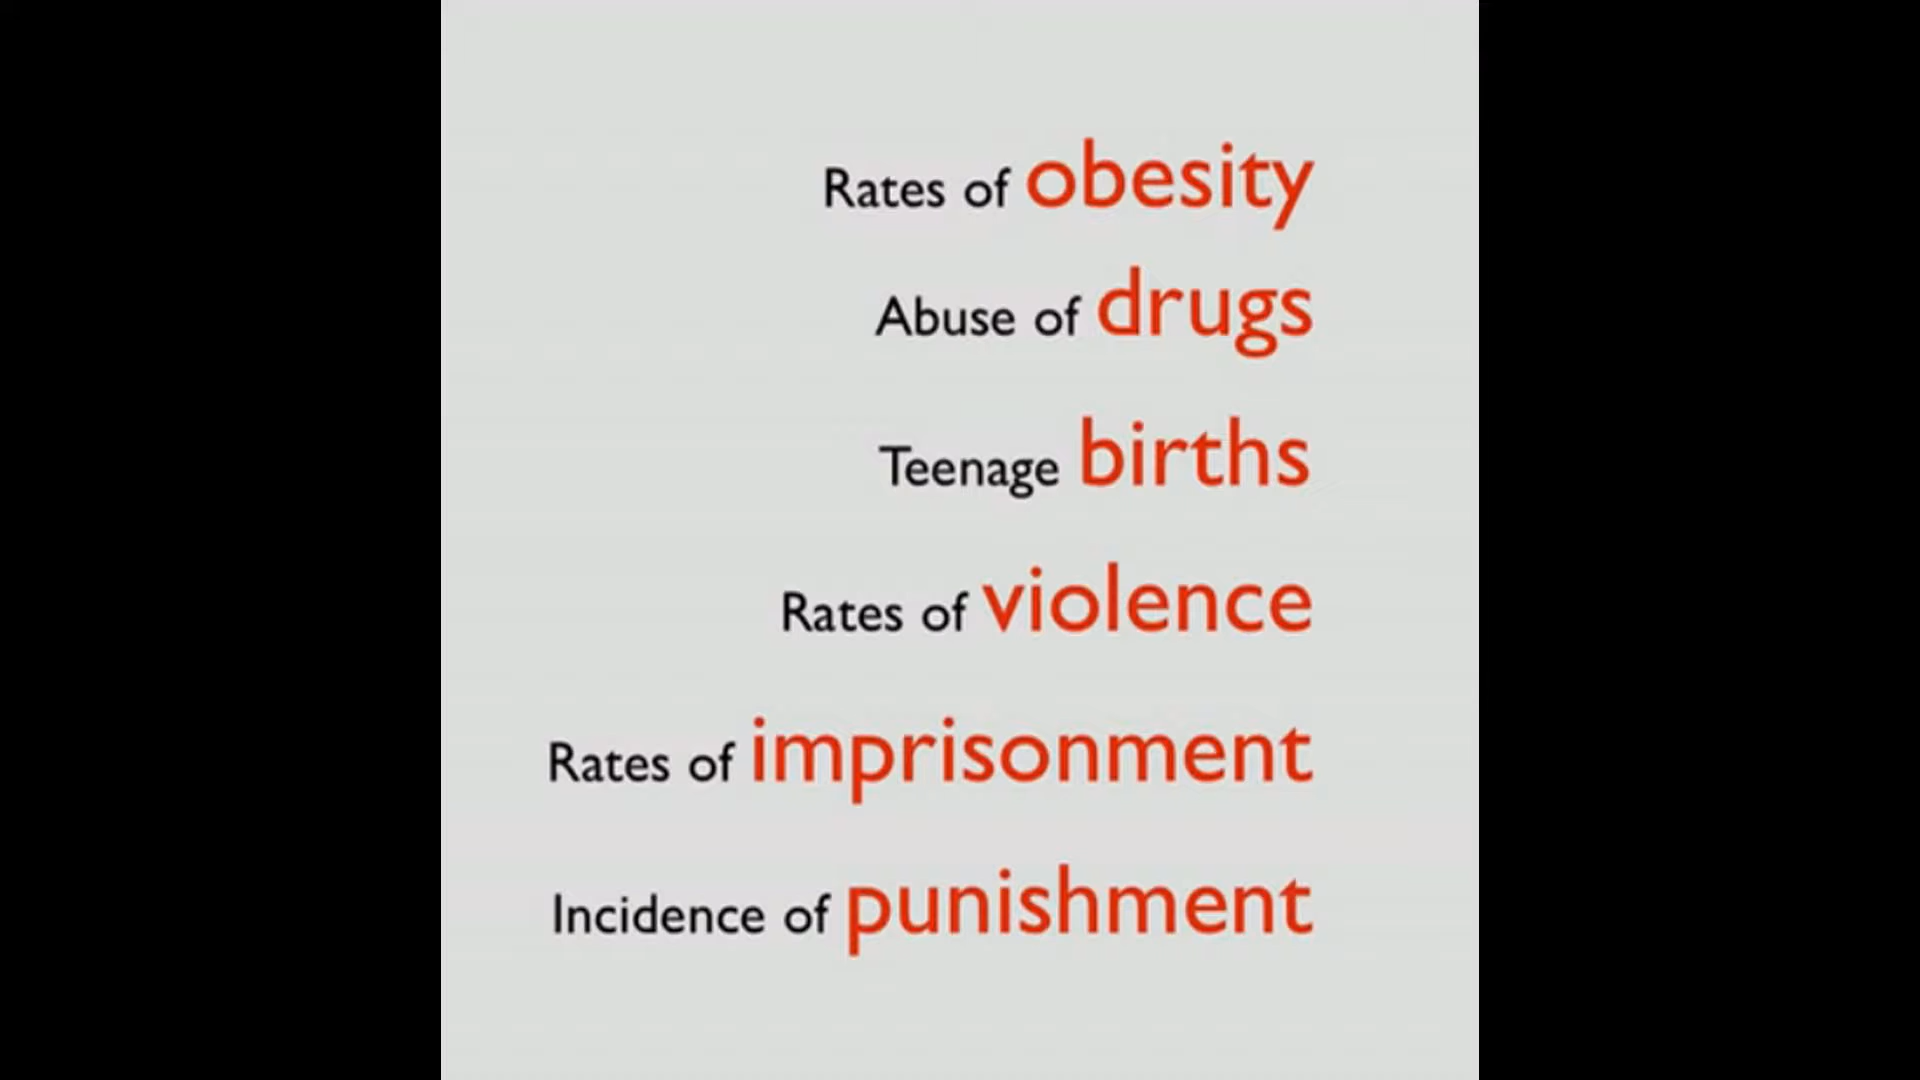 Rates of obesity
Abuse of drugs
Teenage births
Rates of violence
Rates of imprisonment
Incidence of punishment